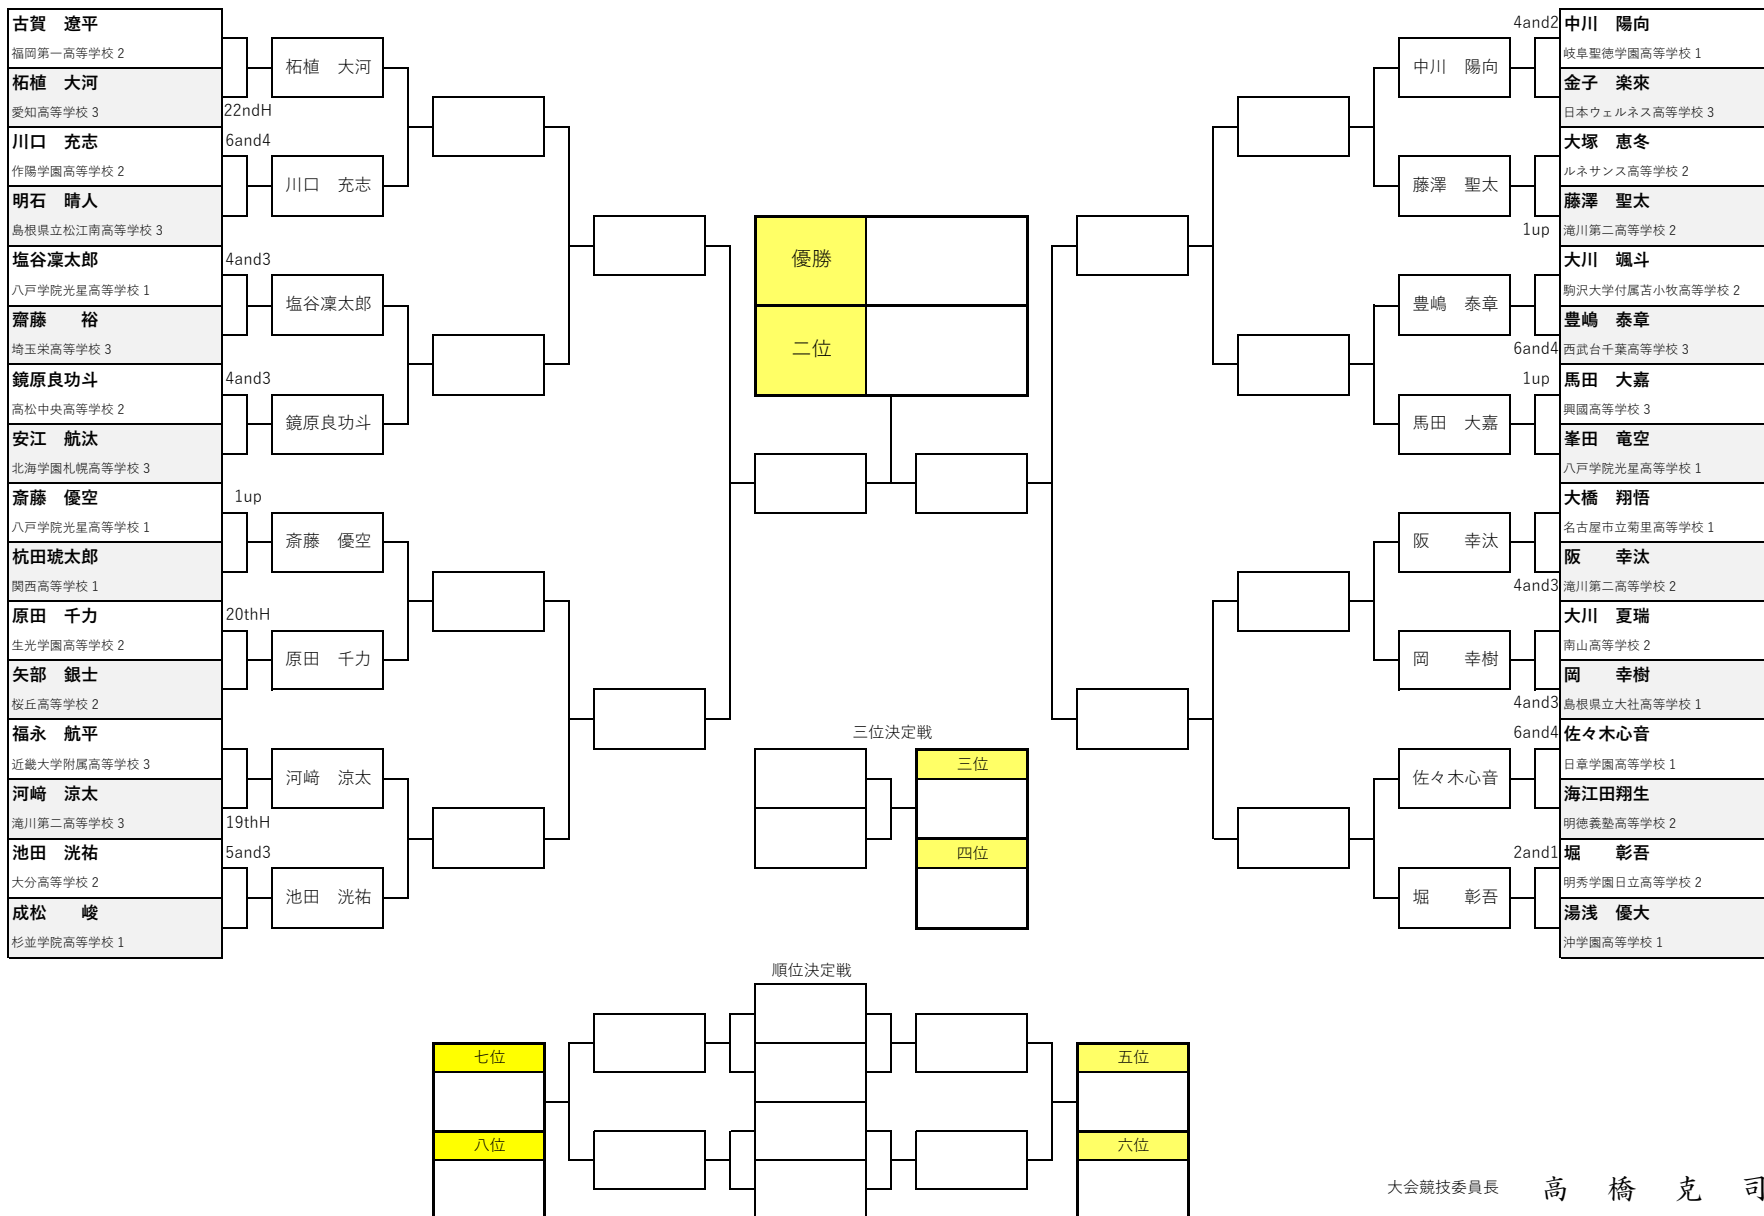 古賀　遼平
福岡第一高等学校 2
柘植　大河
愛知高等学校 3
22ndH
柘植　大河
川口　充志
作陽学園高等学校 2
6and4
明石　晴人
島根県立松江南高等学校 3
川口　充志
塩谷凜太郎
八戸学院光星高等学校 1
4and3
齋藤　　裕
埼玉栄高等学校 3
塩谷凜太郎
鏡原良功斗
高松中央高等学校 2
4and3
安江　航汰
北海学園札幌高等学校 3
鏡原良功斗
斎藤　優空
八戸学院光星高等学校 1
1up
杭田琥太郎
関西高等学校 1
斎藤　優空
原田　千力
生光学園高等学校 2
20thH
矢部　銀士
桜丘高等学校 2
原田　千力
福永　航平
近畿大学附属高等学校 3
河﨑　涼太
滝川第二高等学校 3
19thH
河﨑　涼太
池田　洸祐
大分高等学校 2
5and3
成松　　峻
杉並学院高等学校 1
池田　洸祐
優勝
二位
三位決定戦
三位
四位
中川　陽向
4and2
中川　陽向
岐阜聖徳学園高等学校 1
金子　楽來
日本ウェルネス高等学校 3
藤澤　聖太
大塚　恵冬
ルネサンス高等学校 2
藤澤　聖太
1up
滝川第二高等学校 2
豊嶋　泰章
大川　颯斗
駒沢大学付属苫小牧高等学校 2
豊嶋　泰章
6and4
西武台千葉高等学校 3
馬田　大嘉
1up
馬田　大嘉
興國高等学校 3
峯田　竜空
八戸学院光星高等学校 1
阪　　幸汰
大橋　翔悟
名古屋市立菊里高等学校 1
阪　　幸汰
4and3
滝川第二高等学校 2
岡　　幸樹
大川　夏瑞
南山高等学校 2
岡　　幸樹
4and3
島根県立大社高等学校 1
佐々木心音
6and4
佐々木心音
日章学園高等学校 1
海江田翔生
明徳義塾高等学校 2
堀　　彰吾
2and1
堀　　彰吾
明秀学園日立高等学校 2
湯浅　優大
沖学園高等学校 1
順位決定戦
七位
八位
五位
六位
大会競技委員長　高　橋　克　司